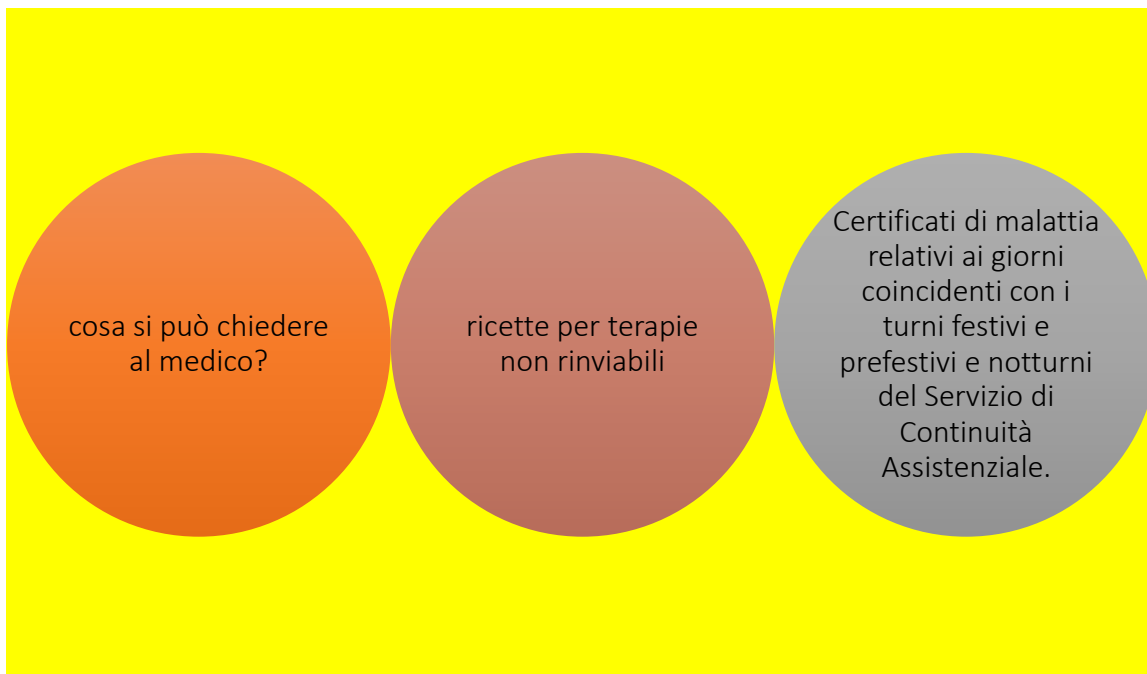 cosa si può chiedere
al medico?
ricette per terapie
non rinviabili
Certificati di malattia
relativi ai giorni
coincidenti con i
turni festivi e
prefestivi e notturni
del Servizio di
Continuità
Assistenziale.